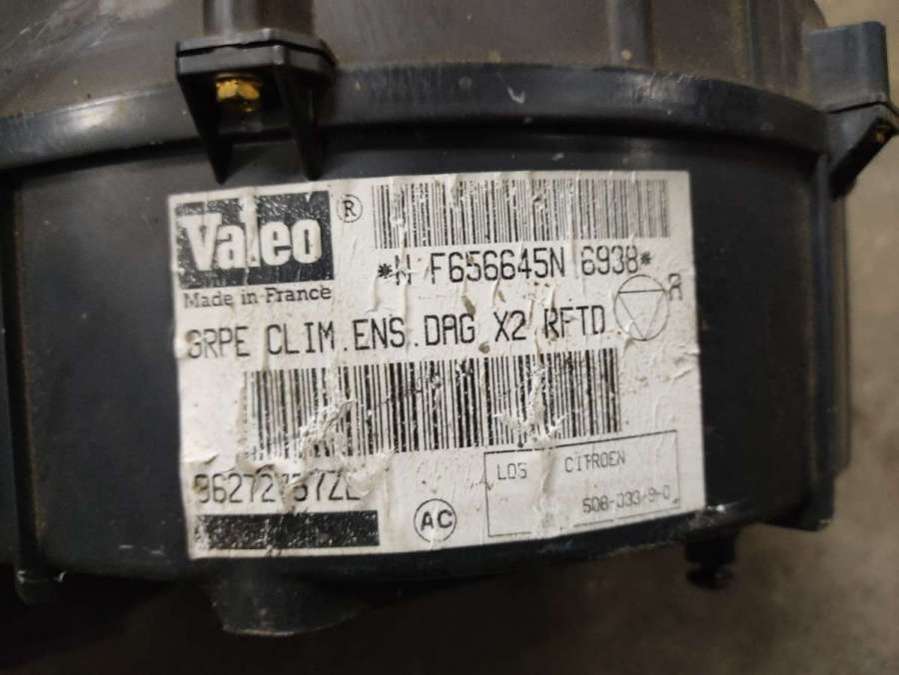 Valeo ®
*N F656645N 6938*
Made in France
GRPE CLIM.ENS.DAG X2 RFTD
A
LOS CITROEN
AC